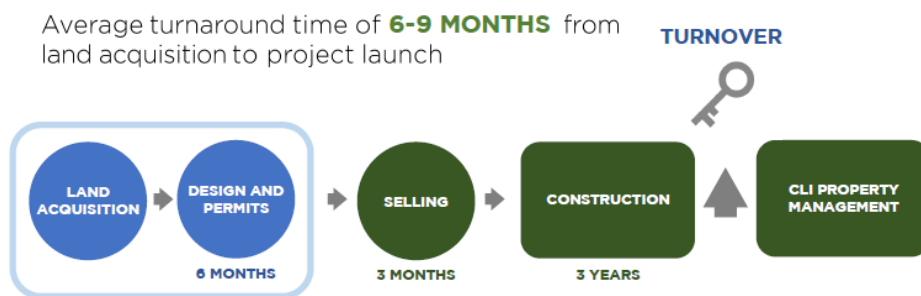 Average turnaround time of 6-9 MONTHS from
land acquisition to project launch
TURNOVER
LAND
ACQUISITION
DESIGN AND
PERMITS
SELLING
CONSTRUCTION
CLI PROPERTY
MANAGEMENT
6 MONTHS
3 MONTHS
3 YEARS